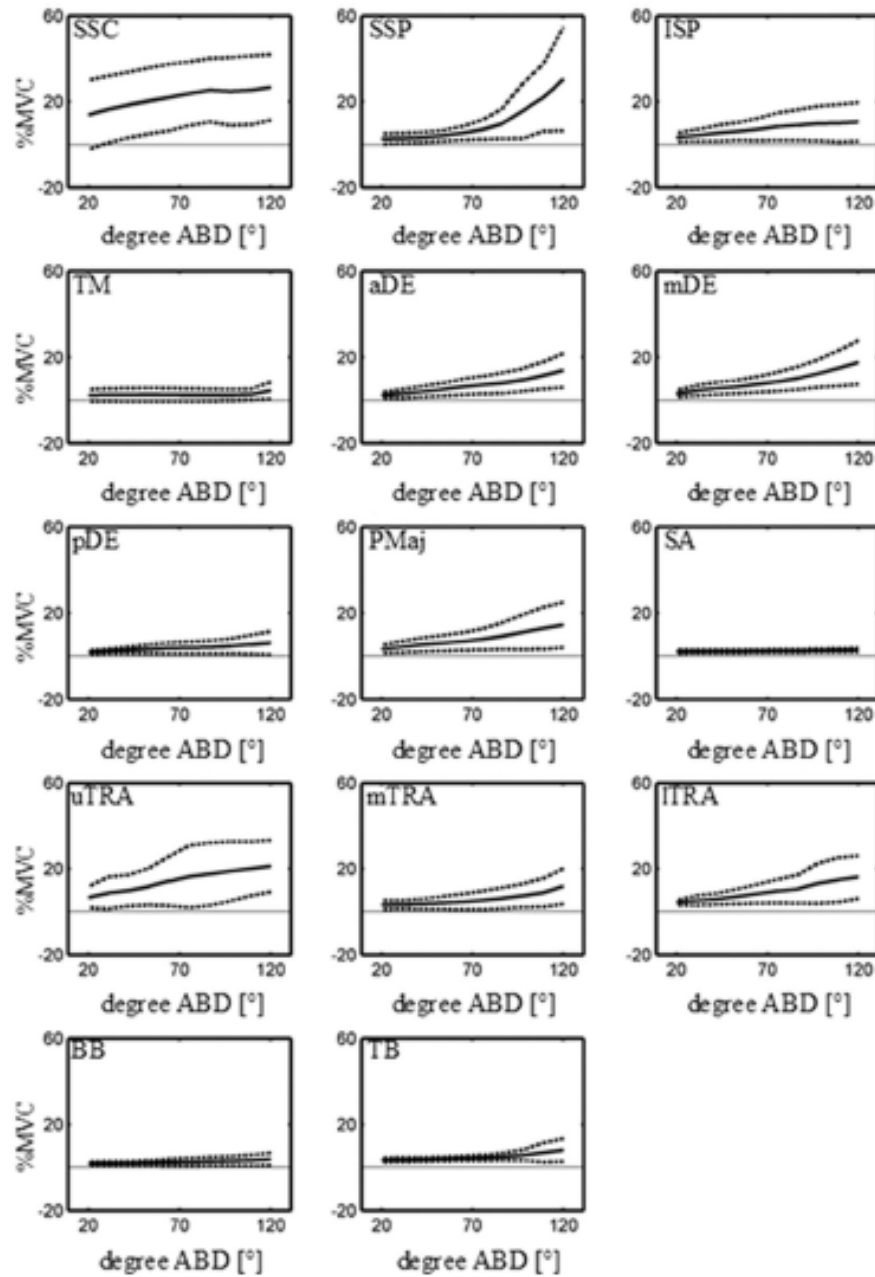 60 SSC 60 SSP 60 ISP
%MVC 20 20 20
-20 -20 -20
20 70 120 20 70 120 20 70 120
degree ABD [°] degree ABD [°] degree ABD [°]
60 TM 60 aDE 60 mDE
%MVC 20 20 20
-20 -20 -20
20 70 120 20 70 120 20 70 120
degree ABD [°] degree ABD [°] degree ABD [°]
60 pDE 60 PMaj 60 SA
%MVC 20 20 20
-20 -20 -20
20 70 120 20 70 120 20 70 120
degree ABD [°] degree ABD [°] degree ABD [°]
60 uTRA 60 mTRA 60 lTRA
%MVC 20 20 20
-20 -20 -20
20 70 120 20 70 120 20 70 120
degree ABD [°] degree ABD [°] degree ABD [°]
60 BB 60 TB
%MVC 20 20
-20 -20
20 70 120 20 70 120
degree ABD [°] degree ABD [°]